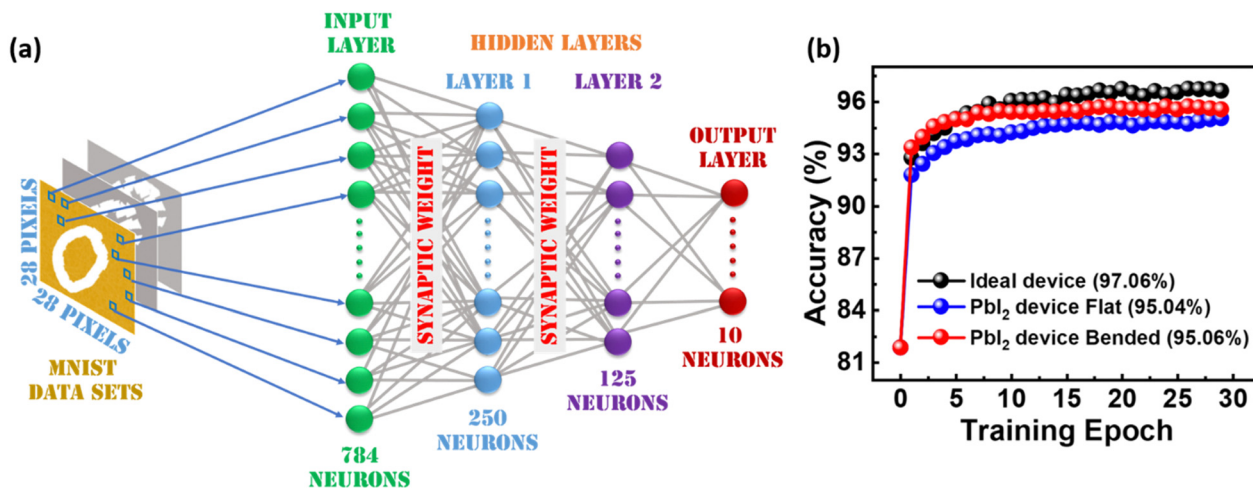 (a)
INPUT
LAYER
HIDDEN LAYERS
LAYER 1
LAYER 2
OUTPUT
LAYER
SYNAPTIC WEIGHT
SYNAPTIC WEIGHT
28 PIXELS
28 PIXELS
MNIST
DATA SETS
784
NEURONS
250
NEURONS
125
NEURONS
10
NEURONS
(b)
Accuracy (%)
96
93
90
87
84
81
Ideal device (97.06%)
PbI₂ device Flat (95.04%)
PbI₂ device Bended (95.06%)
0 5 10 15 20 25 30
Training Epoch